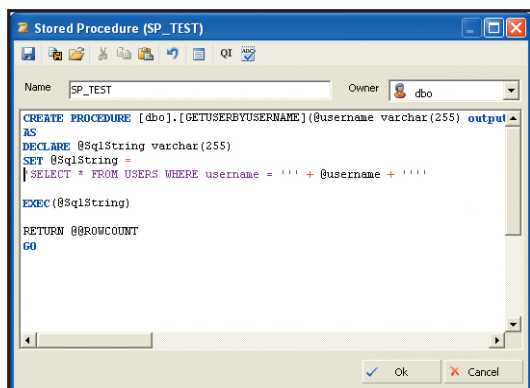 Stored Procedure (SP_TEST)
QI ABC
Name SP_TEST Owner dbo
CREATE PROCEDURE [dbo].[GETUSERBYUSERNAME](@username varchar(255) output
AS
DECLARE @SqlString varchar(255)
SET @SqlString =
'SELECT * FROM USERS WHERE username = ''' + @username + ''''
EXEC(@SqlString)
RETURN @@ROWCOUNT
GO
Ok Cancel